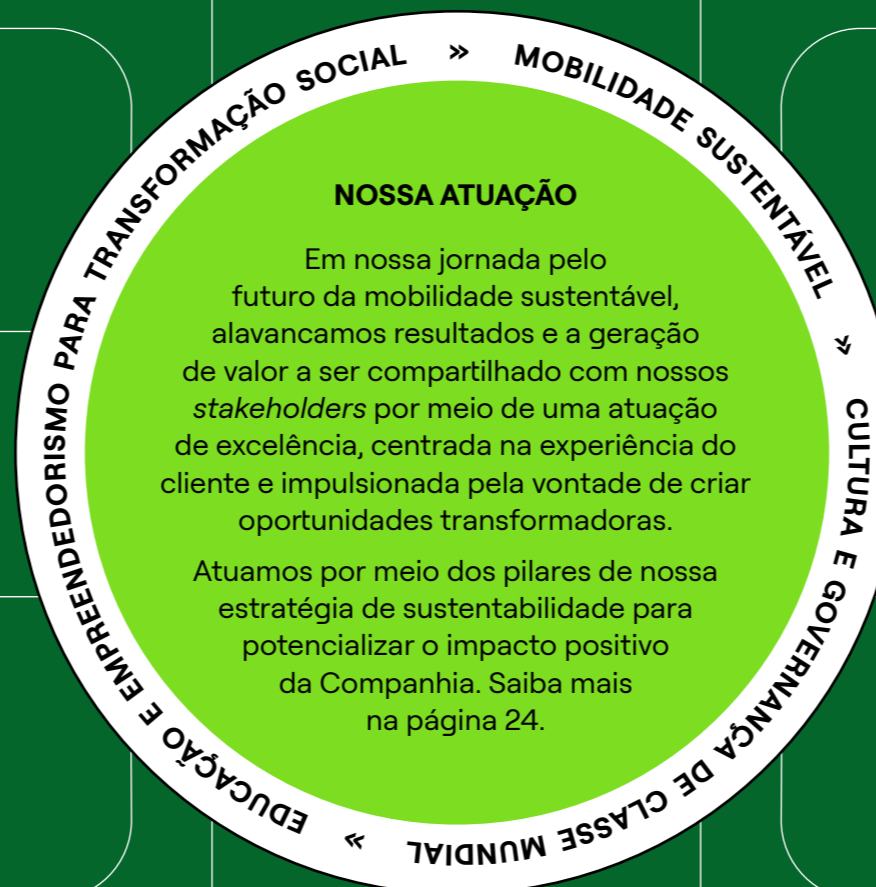 NOSSA ATUAÇÃO
Em nossa jornada pelo
futuro da mobilidade sustentável,
alavancamos resultados e a geração
de valor a ser compartilhado com nossos
stakeholders por meio de uma atuação
de excelência, centrada na experiência do
cliente e impulsionada pela vontade de criar
oportunidades transformadoras.
Atuamos por meio dos pilares de nossa
estratégia de sustentabilidade para
potencializar o impacto positivo
da Companhia. Saiba mais
na página 24.
MOBILIDADE SUSTENTÁVEL » CULTURA E GOVERNANÇA DE CLASSE MUNDIAL » EDUCAÇÃO E EMPREENDEDORISMO PARA TRANSFORMAÇÃO SOCIAL »